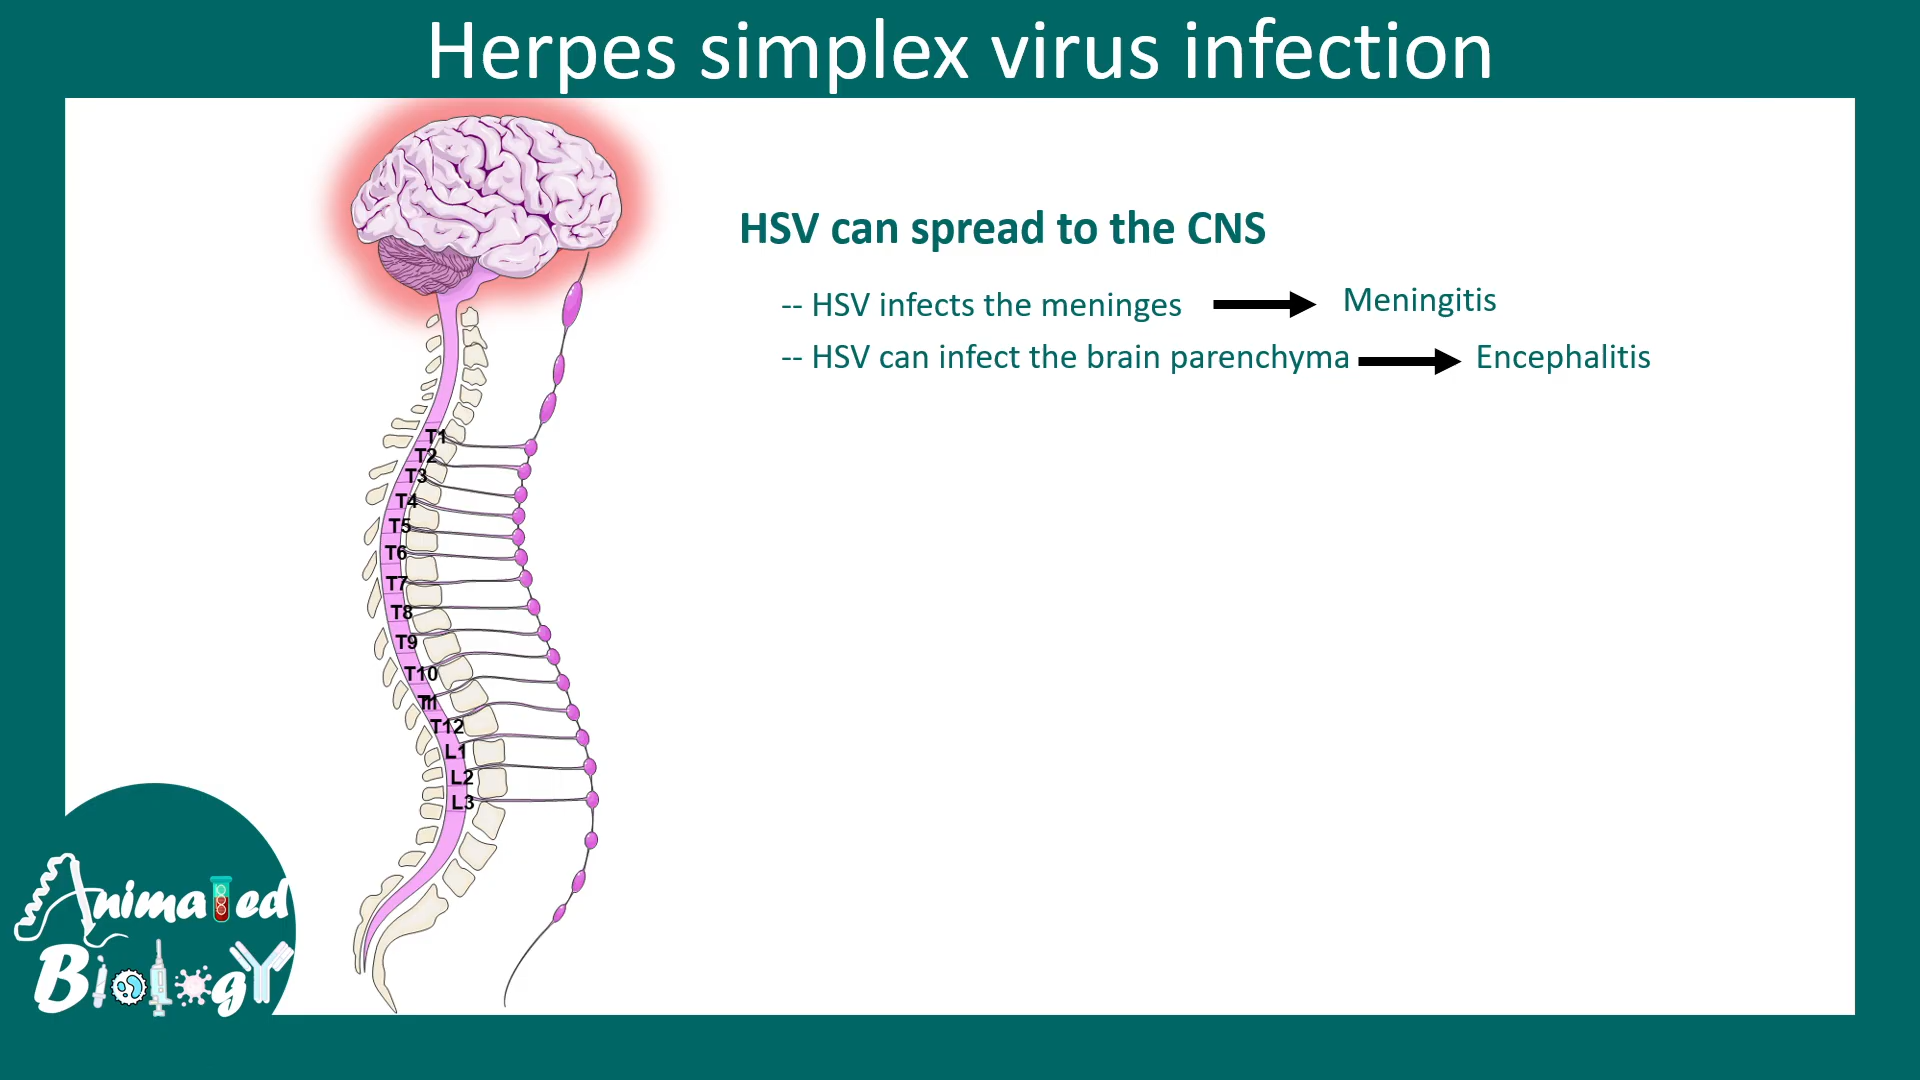 Herpes simplex virus infection
HSV can spread to the CNS
-- HSV infects the meninges
Meningitis
-- HSV can infect the brain parenchyma
Encephalitis
T1
T2
T3
T4
T5
T6
T7
T8
T9
T10
T12
L1
L2
L3
Animated
Biology